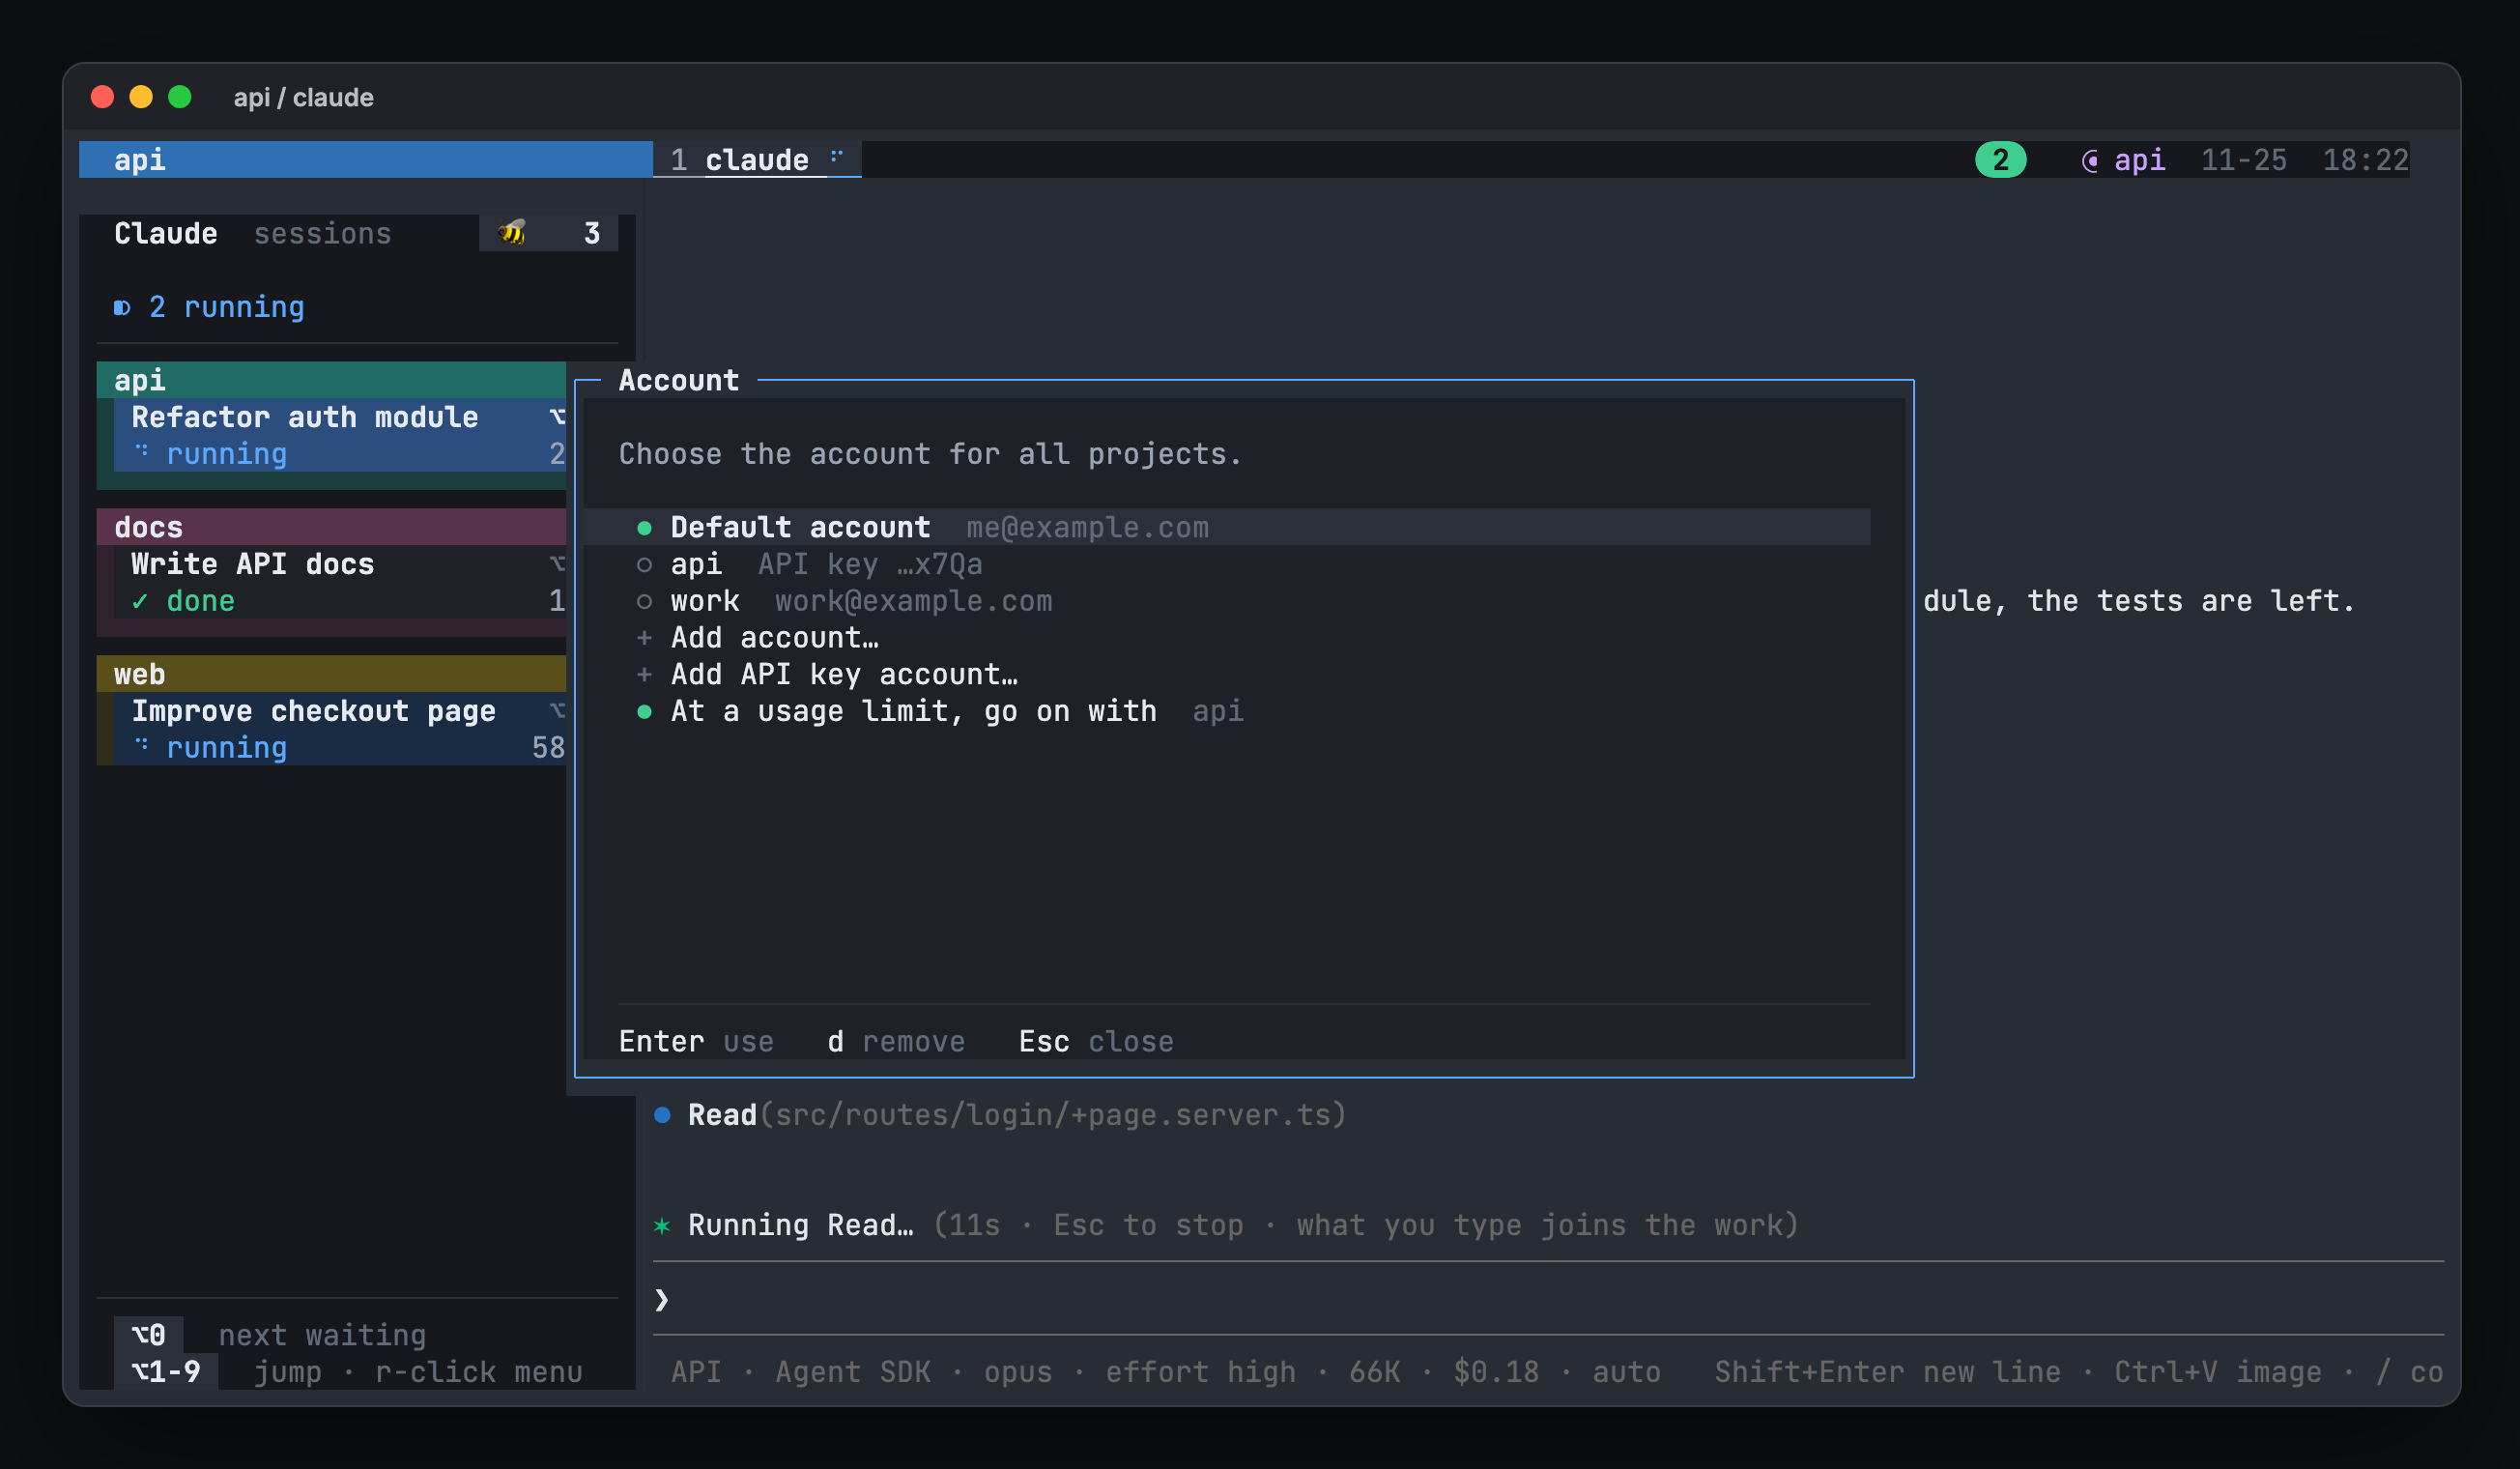 api / claude
api
1 claude
2
api 11-25 18:22
Claude sessions 3
2 running
api
Refactor auth module ⌥
running 2
docs
Write API docs ⌥
✓ done 1
web
Improve checkout page ⌥
running 58
Account
Choose the account for all projects.
● Default account me@example.com
○ api API key …x7Qa
○ work work@example.com
+ Add account…
+ Add API key account…
● At a usage limit, go on with api
Enter use d remove Esc close
dule, the tests are left.
● Read(src/routes/login/+page.server.ts)
✶ Running Read… (11s · Esc to stop · what you type joins the work)
❯
⌥0 next waiting
⌥1-9 jump · r-click menu
API · Agent SDK · opus · effort high · 66K · $0.18 · auto Shift+Enter new line · Ctrl+V image · / co